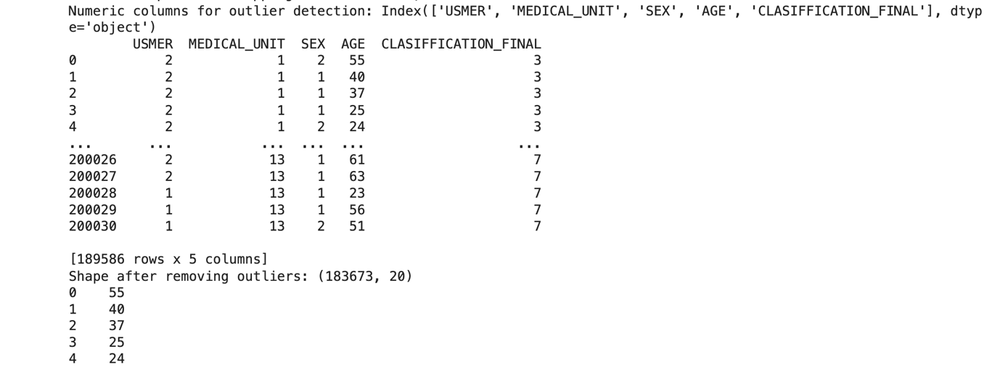 Numeric columns for outlier detection: Index(['USMER', 'MEDICAL_UNIT', 'SEX', 'AGE', 'CLASIFFICATION_FINAL'], dtyp
e='object')
USMER MEDICAL_UNIT SEX AGE CLASIFFICATION_FINAL
0 2 1 2 55 3
1 2 1 1 40 3
2 2 1 1 37 3
3 2 1 1 25 3
4 2 1 2 24 3
... ... ... ... ... ...
200026 2 13 1 61 7
200027 2 13 1 63 7
200028 1 13 1 23 7
200029 1 13 1 56 7
200030 1 13 2 51 7
[189586 rows x 5 columns]
Shape after removing outliers: (183673, 20)
0 55
1 40
2 37
3 25
4 24